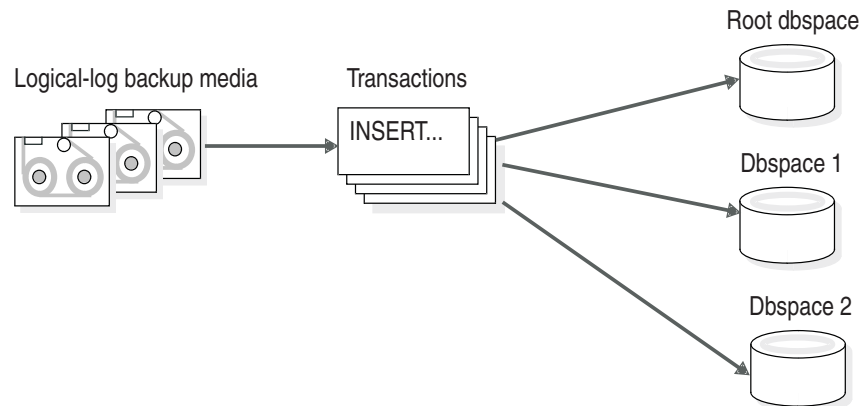 Root dbspace
Logical-log backup media
Transactions
INSERT...
Dbspace 1
Dbspace 2